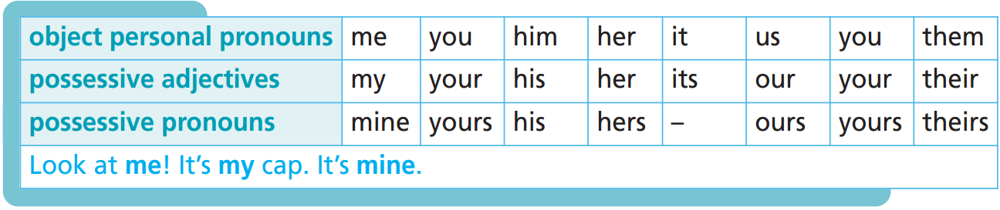 object personal pronouns me you him her it us you them
possessive adjectives my your his her its our your their
possessive pronouns mine yours his hers – ours yours theirs
Look at me! It's my cap. It's mine.